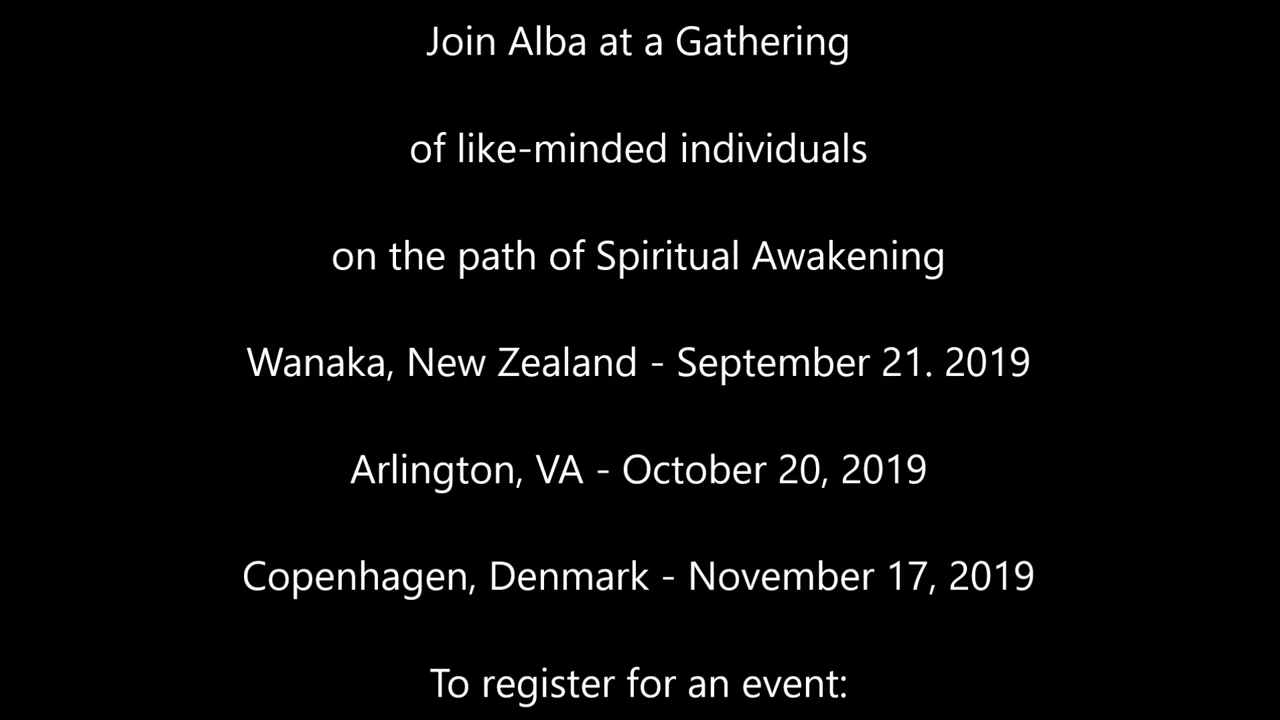 Join Alba at a Gathering
of like-minded individuals
on the path of Spiritual Awakening
Wanaka, New Zealand - September 21. 2019
Arlington, VA - October 20, 2019
Copenhagen, Denmark - November 17, 2019
To register for an event: